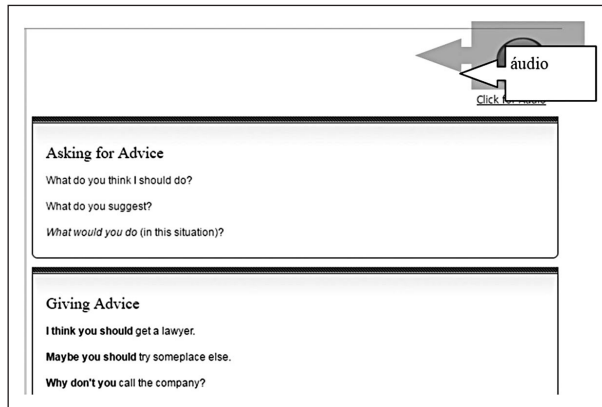 áudio
Click for Audio
Asking for Advice
What do you think I should do?
What do you suggest?
What would you do (in this situation)?
Giving Advice
I think you should get a lawyer.
Maybe you should try someplace else.
Why don't you call the company?